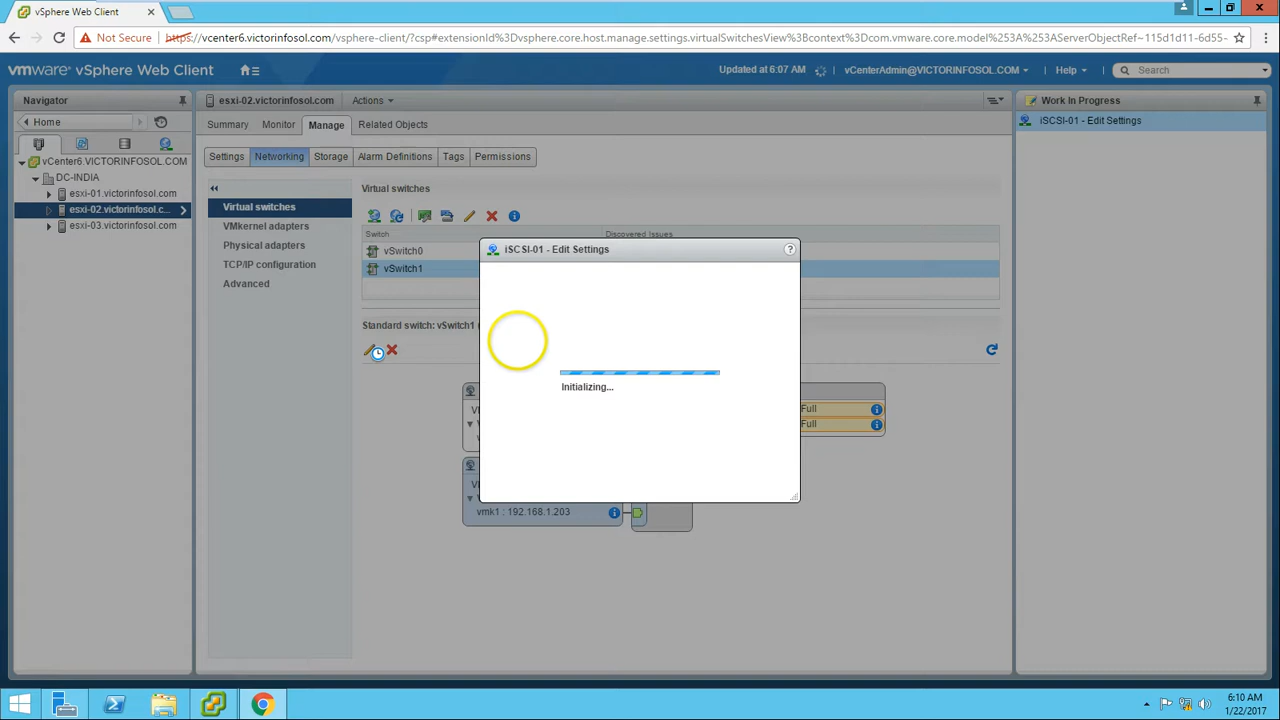 vSphere Web Client
Not Secure
https://vcenter6.victorinfosol.com/vsphere-client/?csp#extensionId%3Dvsphere.core.host.manage.settings.virtualSwitchesView%3Bcontext%3Dcom.vmware.core.model%253A%253AServerObjectRef~115d1d11-6d55-
vmware® vSphere Web Client
Updated at 6:07 AM
vCenterAdmin@VICTORINFOSOL.COM
Help
Search
Navigator
Home
vCenter6.VICTORINFOSOL.COM
DC-INDIA
esxi-01.victorinfosol.com
esxi-02.victorinfosol.c...
esxi-03.victorinfosol.com
esxi-02.victorinfosol.com
Actions
Summary
Monitor
Manage
Related Objects
Settings
Networking
Storage
Alarm Definitions
Tags
Permissions
Virtual switches
VMkernel adapters
Physical adapters
TCP/IP configuration
Advanced
Virtual switches
Switch
Discovered Issues
vSwitch0
vSwitch1
Standard switch: vSwitch1
iSCSI-01 - Edit Settings
Initializing...
Full
Full
vmk1 : 192.168.1.203
Work In Progress
iSCSI-01 - Edit Settings
6:10 AM
1/22/2017